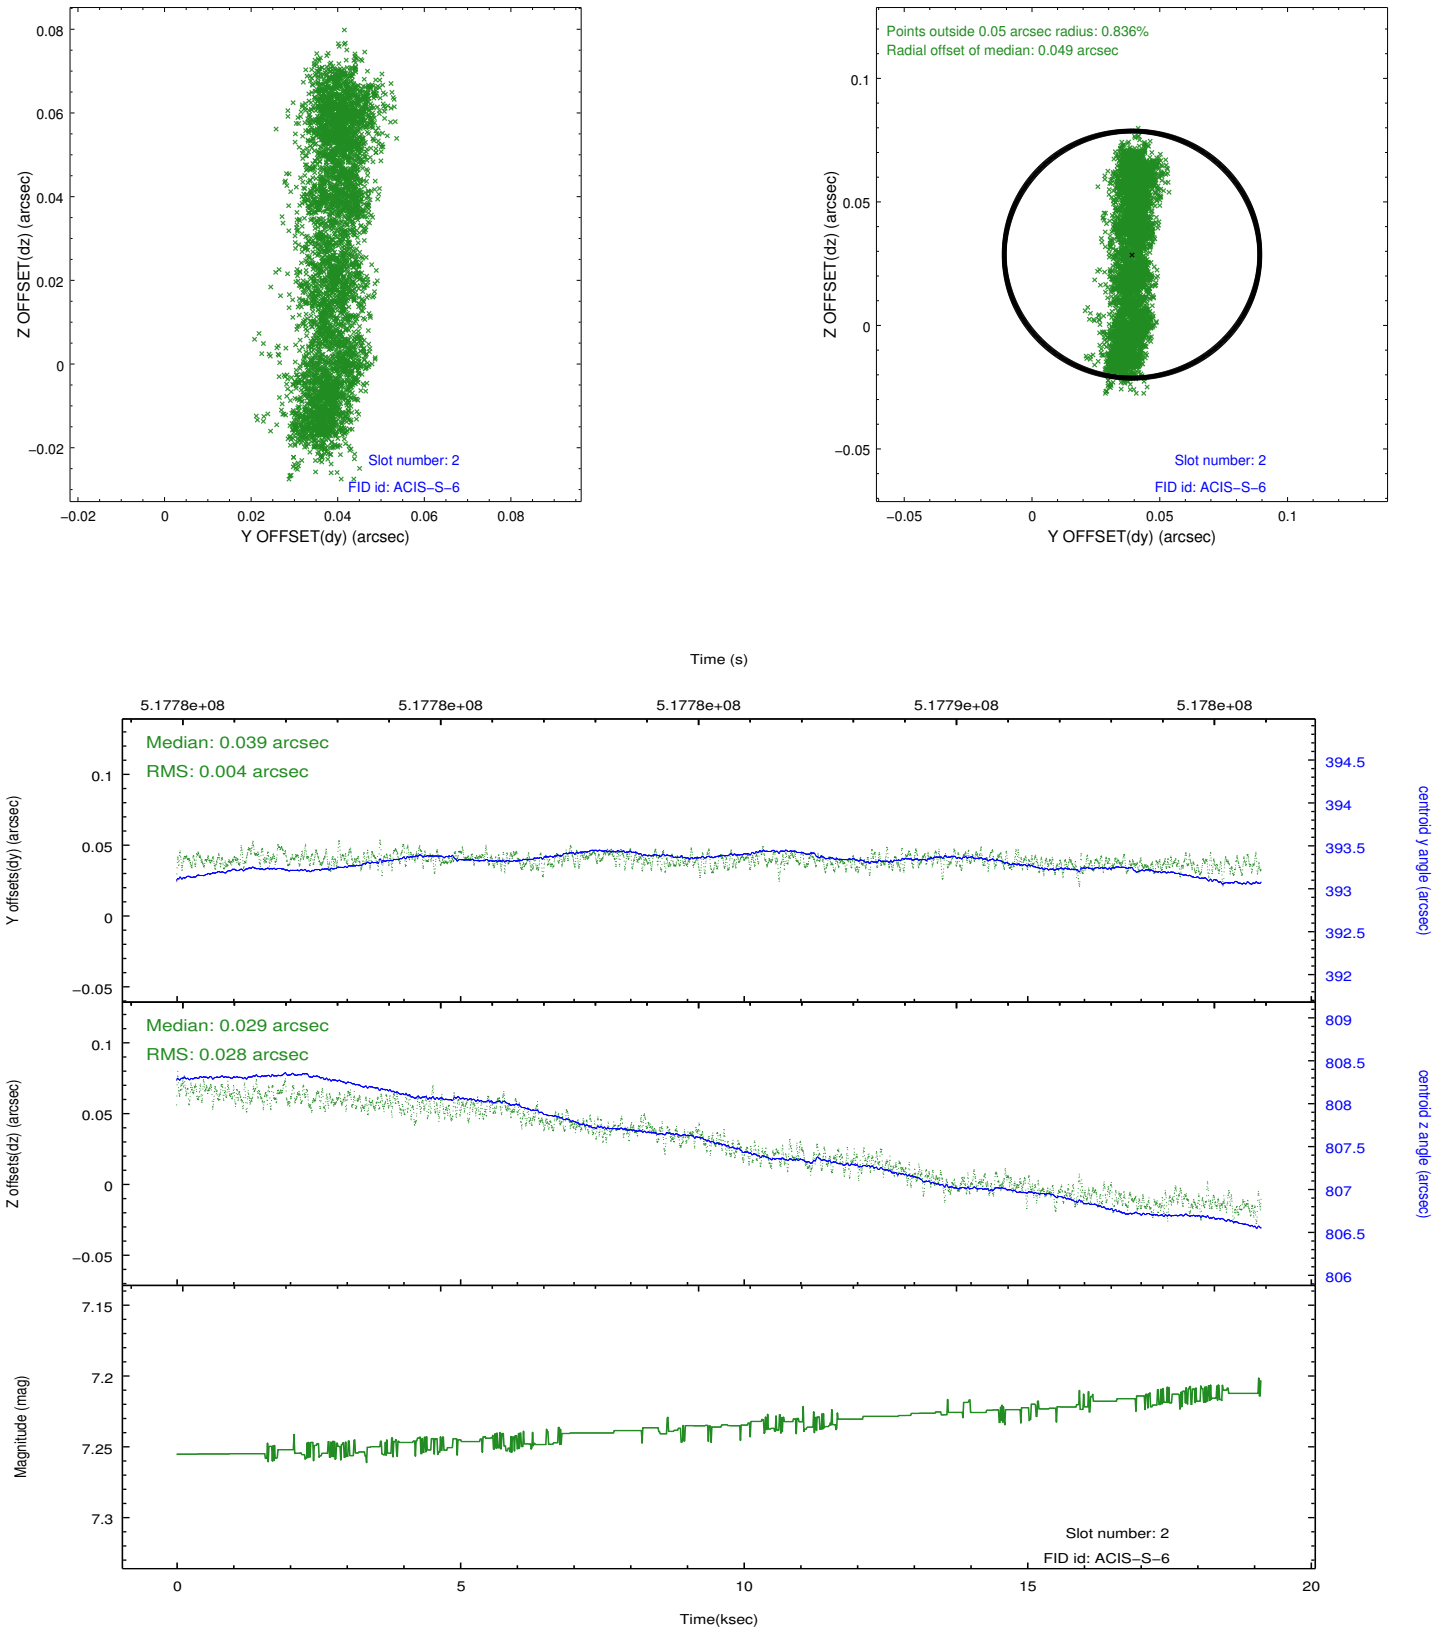 0.08
0.06
0.04
0.02
0
−0.02
Z OFFSET(dz) (arcsec)
Slot number: 2
FID id: ACIS−S−6
−0.02
0
0.02
0.04
0.06
0.08
Y OFFSET(dy) (arcsec)
Points outside 0.05 arcsec radius: 0.836%
Radial offset of median: 0.049 arcsec
0.1
0.05
0
−0.05
Z OFFSET(dz) (arcsec)
Slot number: 2
FID id: ACIS−S−6
−0.05
0
0.05
0.1
Y OFFSET(dy) (arcsec)
Time (s)
5.1778e+08
5.1778e+08
5.1778e+08
5.1779e+08
5.178e+08
Median: 0.039 arcsec
RMS: 0.004 arcsec
0.1
0.05
0
−0.05
Y offsets(dy) (arcsec)
394.5
394
393.5
393
392.5
392
centroid y angle (arcsec)
Median: 0.029 arcsec
RMS: 0.028 arcsec
0.1
0.05
0
−0.05
Z offsets(dz) (arcsec)
809
808.5
808
807.5
807
806.5
806
centroid z angle (arcsec)
7.15
7.2
7.25
7.3
Magnitude (mag)
Slot number: 2
FID id: ACIS−S−6
0
5
10
15
20
Time(ksec)